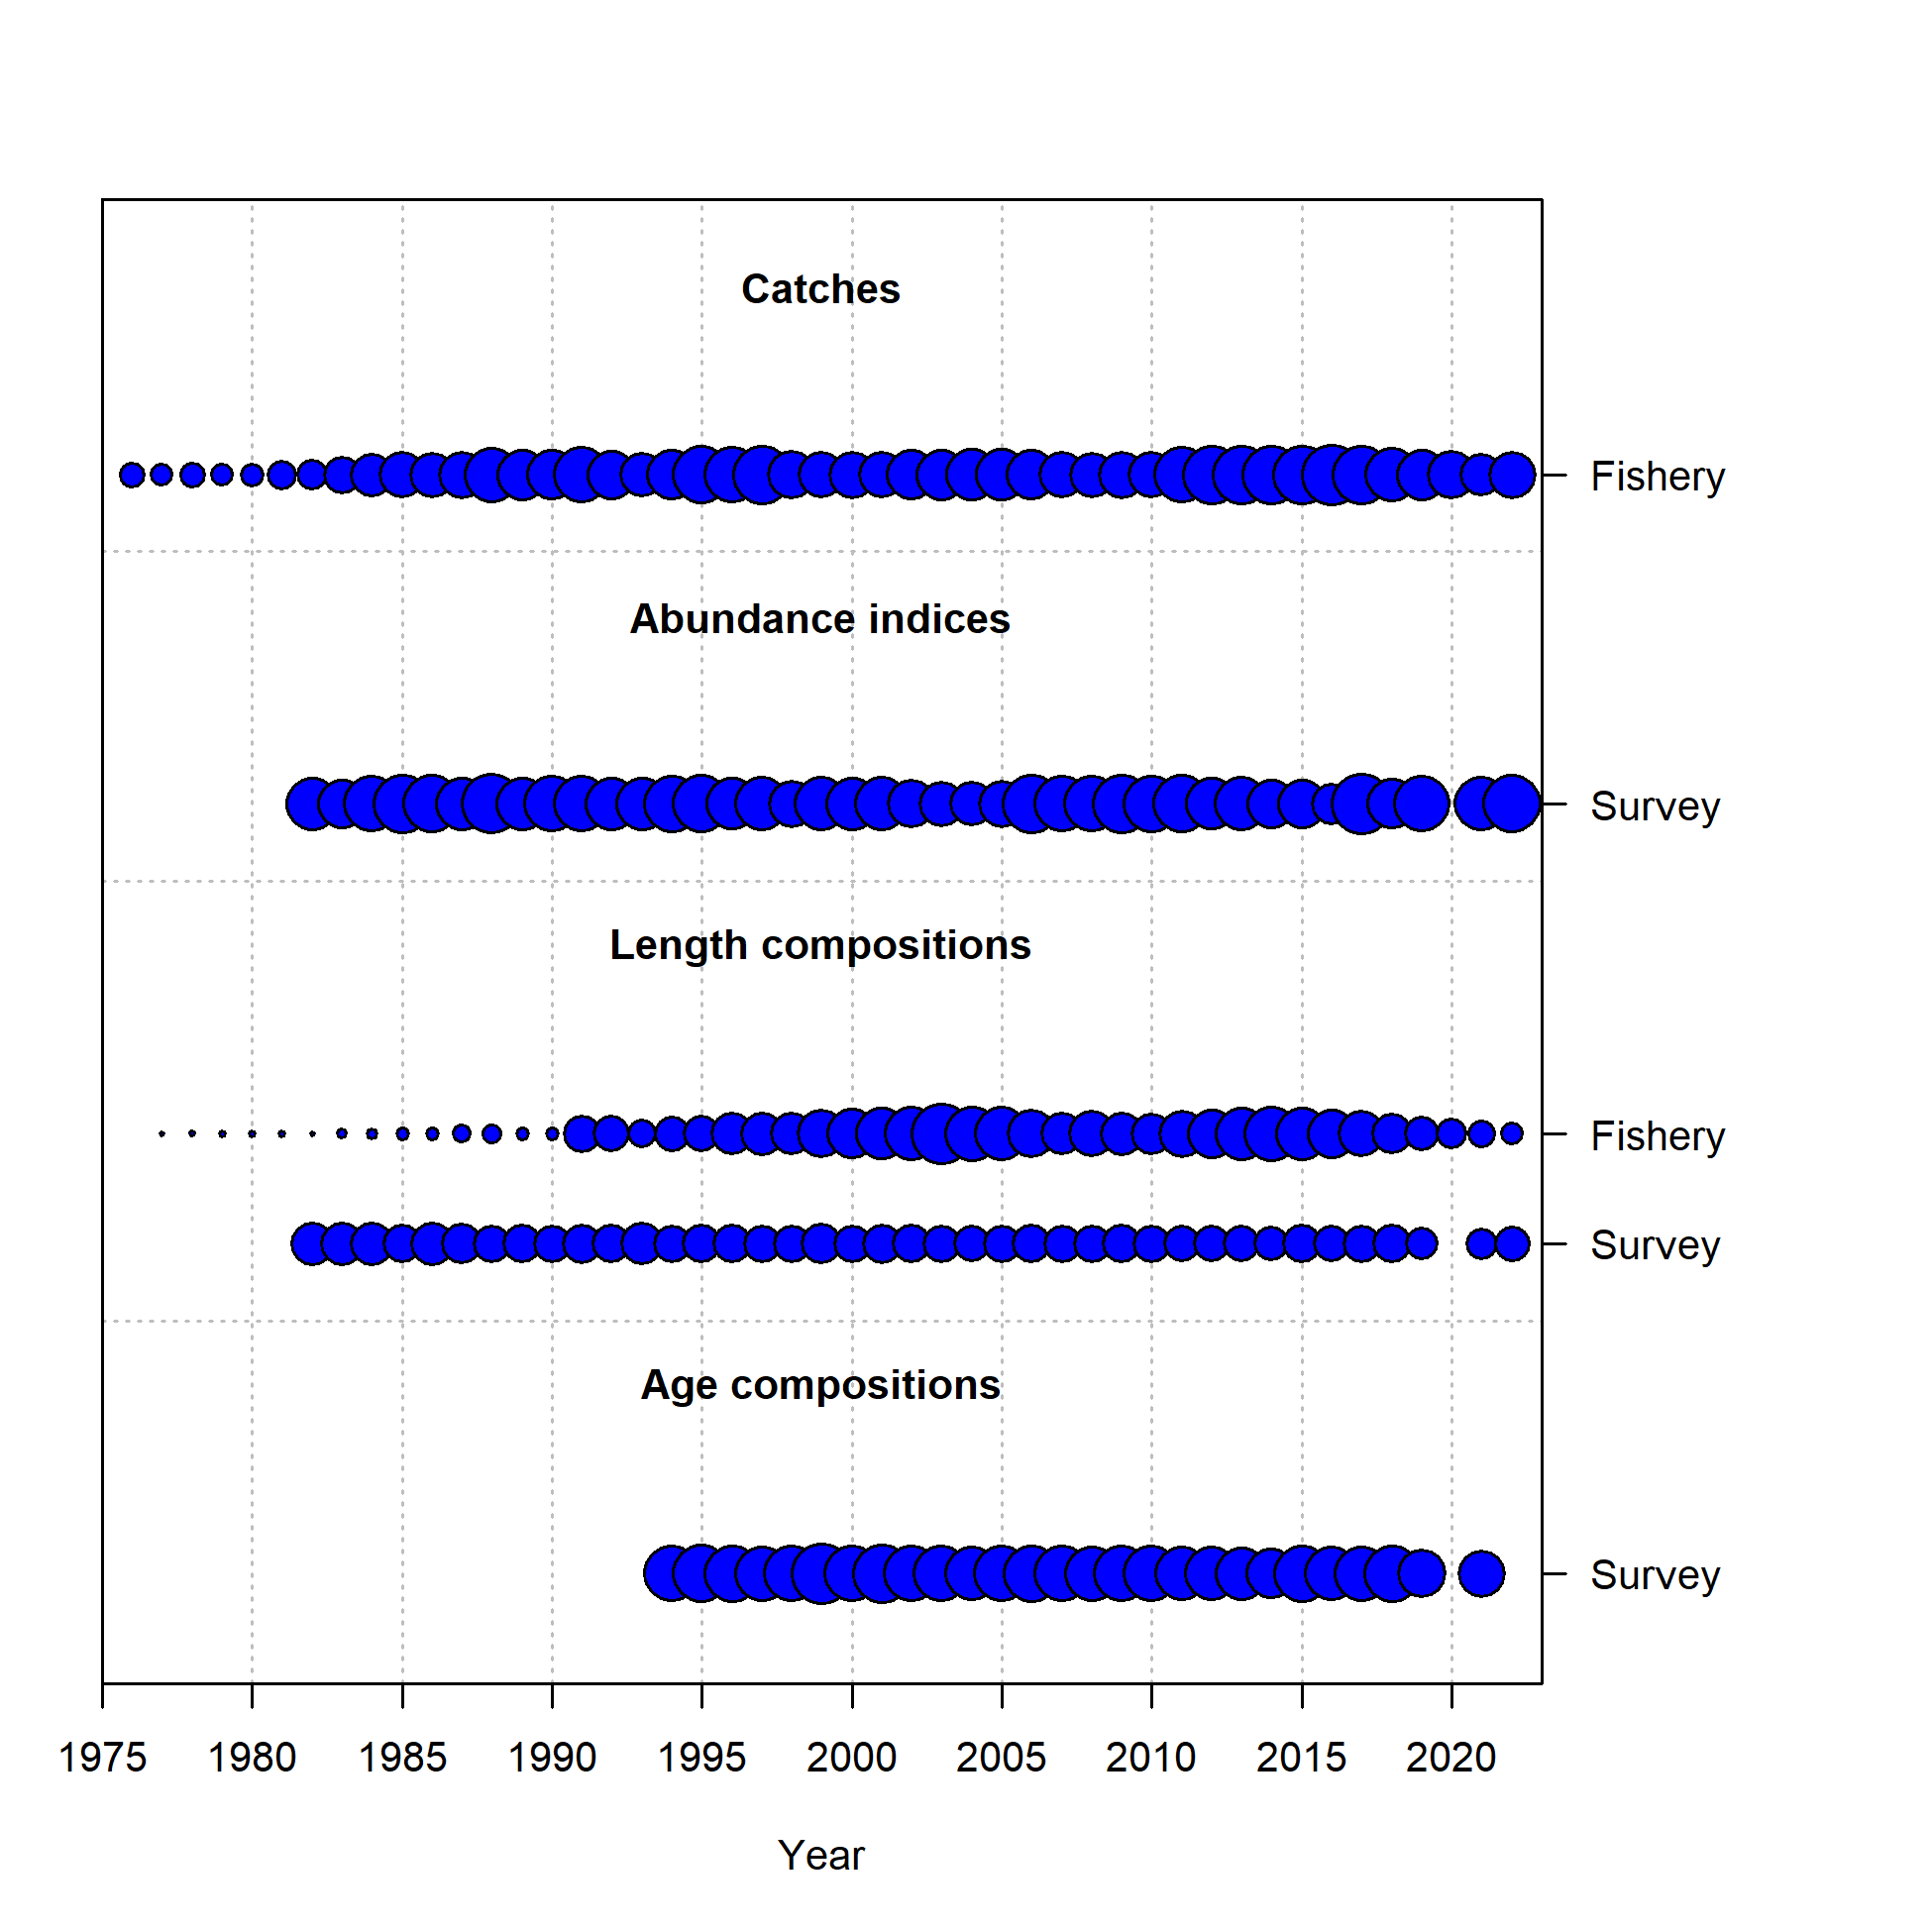 Catches
Fishery
Abundance indices
Survey
Length compositions
Fishery
Survey
Age compositions
Survey
1975 1980 1985 1990 1995 2000 2005 2010 2015 2020
Year